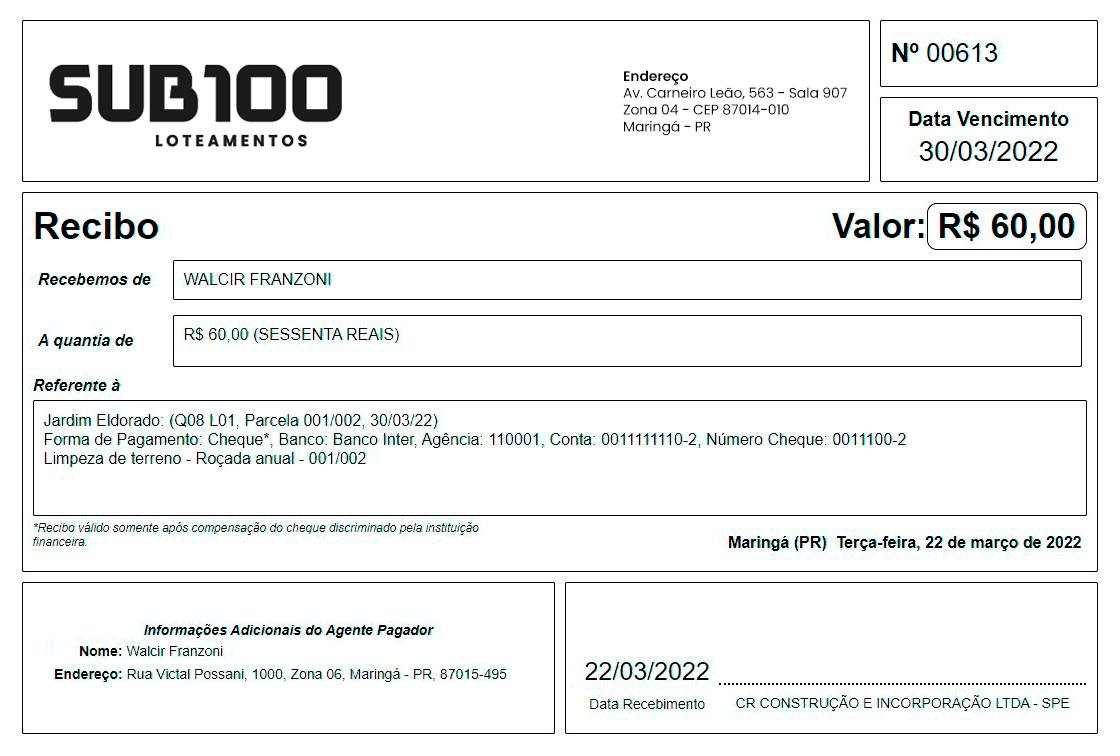 SUB100
LOTEAMENTOS
Endereço
Av. Carneiro Leão, 563 - Sala 907
Zona 04 - CEP 87014-010
Maringá - PR
Nº 00613
Data Vencimento
30/03/2022
Recibo
Valor: R$ 60,00
Recebemos de WALCIR FRANZONI
A quantia de R$ 60,00 (SESSENTA REAIS)
Referente à
Jardim Eldorado: (Q08 L01, Parcela 001/002, 30/03/22)
Forma de Pagamento: Cheque*, Banco: Banco Inter, Agência: 110001, Conta: 0011111110-2, Número Cheque: 0011100-2
Limpeza de terreno - Roçada anual - 001/002
*Recibo válido somente após compensação do cheque discriminado pela instituição
financeira.
Maringá (PR) Terça-feira, 22 de março de 2022
Informações Adicionais do Agente Pagador
Nome: Walcir Franzoni
Endereço: Rua Victal Possani, 1000, Zona 06, Maringá - PR, 87015-495
22/03/2022
Data Recebimento
CR CONSTRUÇÃO E INCORPORAÇÃO LTDA - SPE